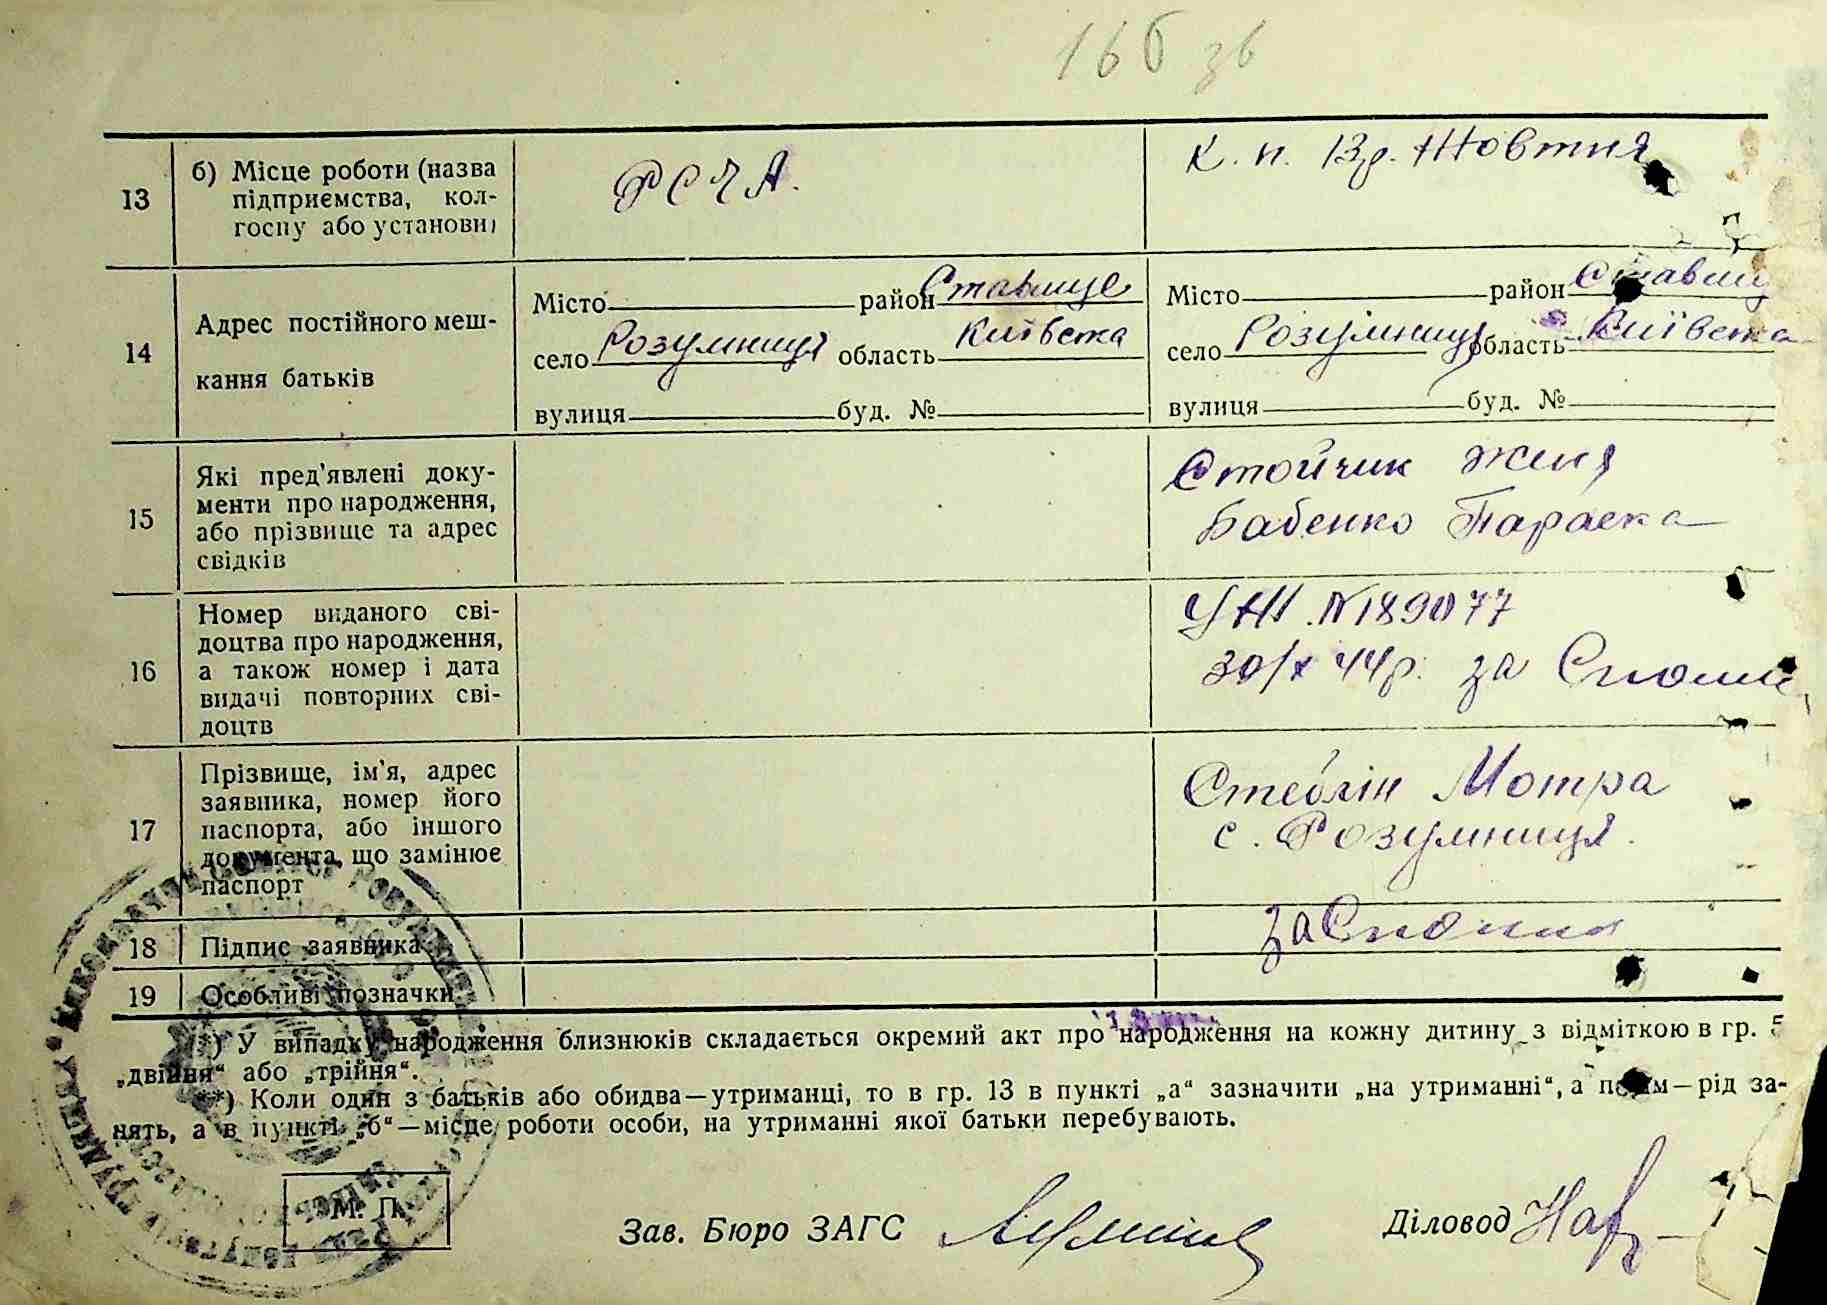 16б зв
13 б) Місце роботи (назва підприємства, кол-
госпу або установи) РСЧА. К. п. 13р. Жовтня
14 Адрес постійного меш-
кання батьків
Місто район Ставище Місто район Ставищ
село Розумниця область Київска село Розумниця область Київска
вулиця буд. № вулиця буд. №
15 Які пред'явлені доку-
менти про народження,
або прізвище та адрес
свідків
Стойчик Женя
Бабенко Параска
16 Номер виданого сві-
доцтва про народження,
а також номер і дата
видачі повторних сві-
доцтв
№ 189077
30/X 44р. за
17 Прізвище, ім'я, адрес
заявника, номер його
паспорта, або іншого
документа, що замінює
паспорт
Стеблін Мотра
с. Розумниця.
18 Підпис заявника за
19 Особливі позначки
*) У випадку народження близнюків складається окремий акт про народження на кожну дитину з відміткою в гр. 5
„двійня“ або „трійня“.
**) Коли один з батьків або обидва—утриманці, то в гр. 13 в пункті „а“ зазначити „на утриманні“, а потім—рід за-
нять, а в пункті „б“—місце роботи особи, на утриманні якої батьки перебувають.
М. П.
Зав. Бюро ЗАГС Діловод